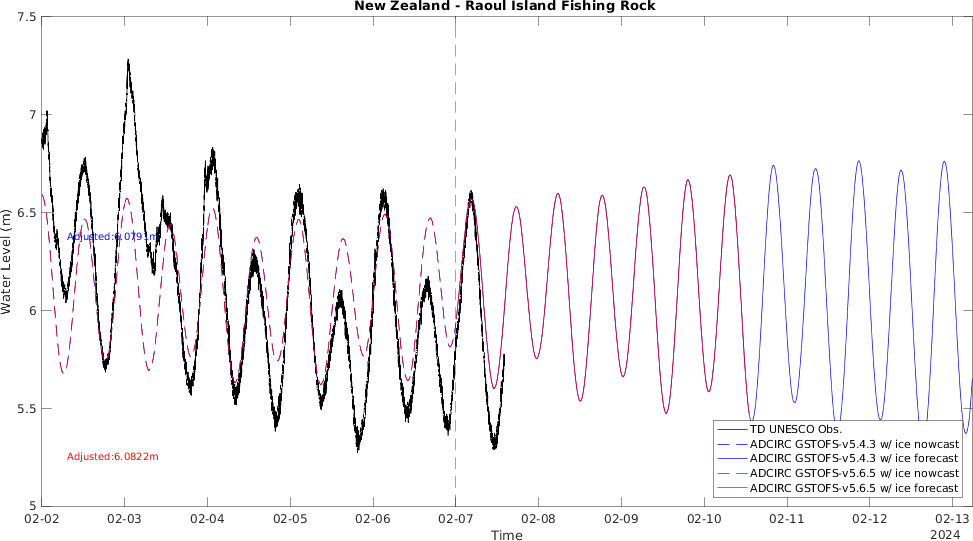 New Zealand - Raoul Island Fishing Rock
Water Level (m)
7.5
7
6.5
6
5.5
5
Adjusted:6.0791m
Adjusted:6.0822m
TD UNESCO Obs.
ADCIRC GSTOFS-v5.4.3 w/ ice nowcast
ADCIRC GSTOFS-v5.4.3 w/ ice forecast
ADCIRC GSTOFS-v5.6.5 w/ ice nowcast
ADCIRC GSTOFS-v5.6.5 w/ ice forecast
02-02 02-03 02-04 02-05 02-06 02-07 02-08 02-09 02-10 02-11 02-12 02-13
Time
2024